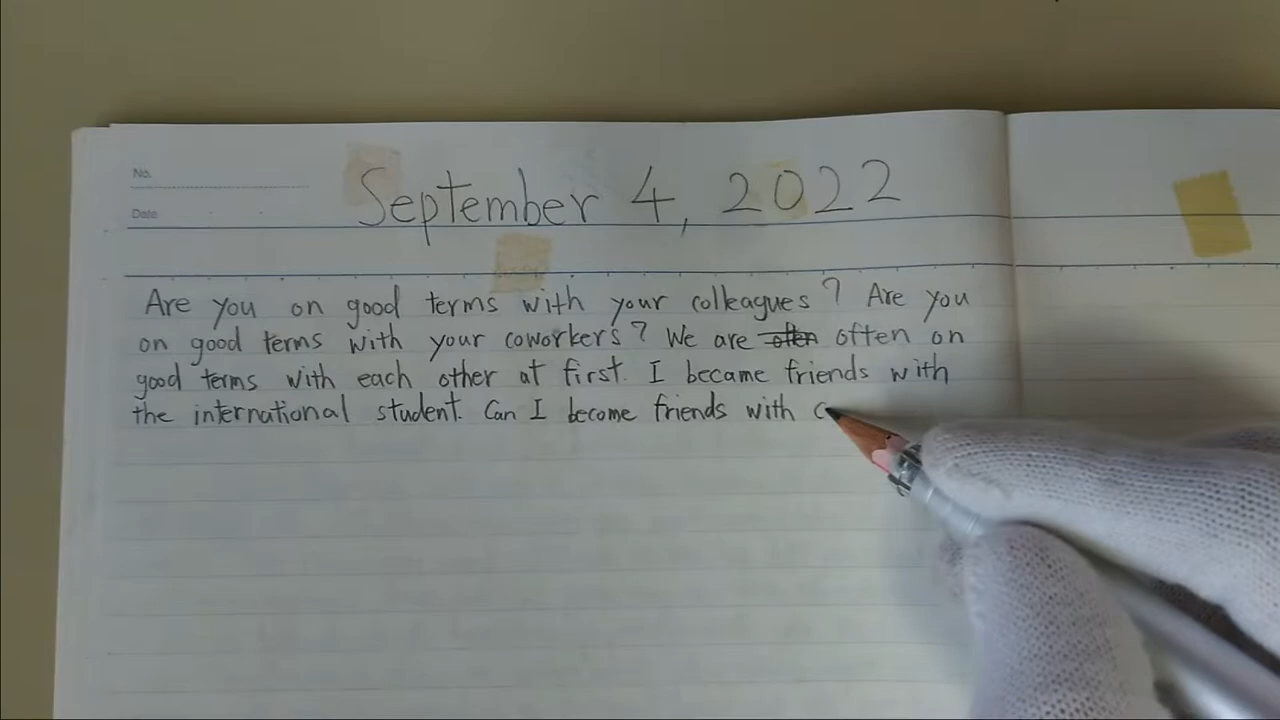 No.
Date
September 4, 2022
Are you on good terms with your colleagues? Are you
on good terms with your coworkers? We are often often on
good terms with each other at first. I became friends with
the international student. Can I become friends with c